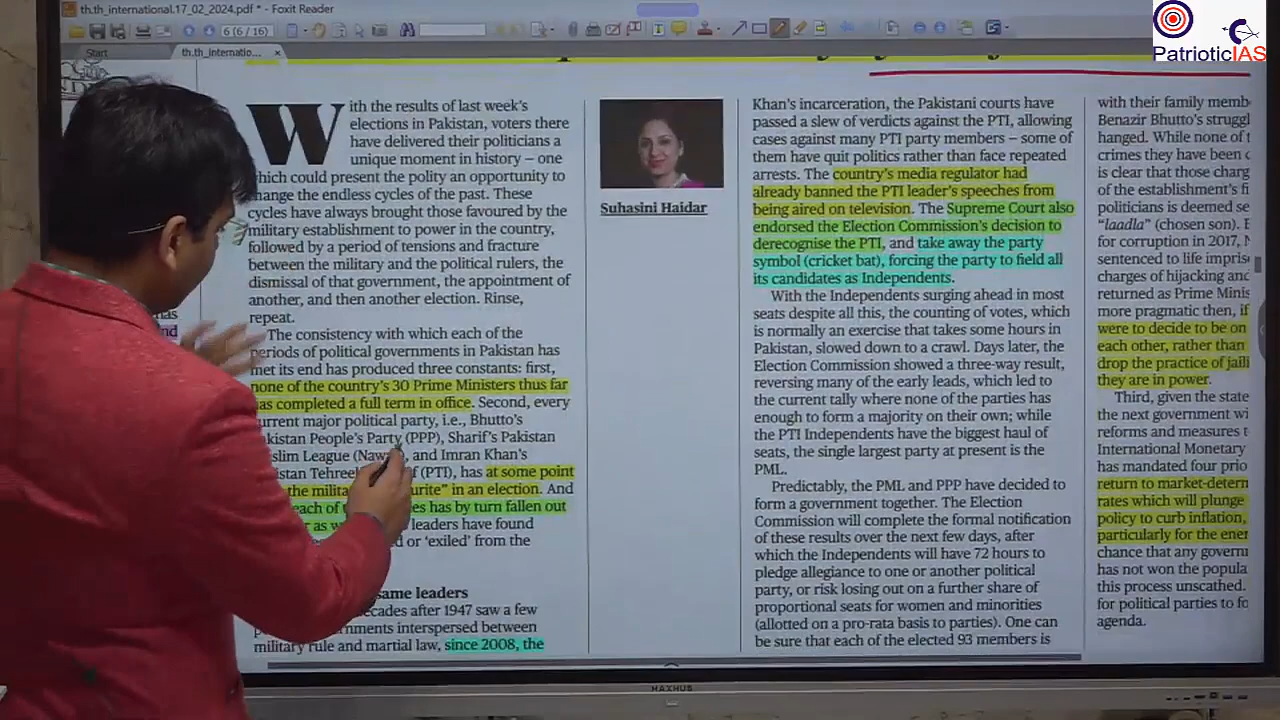 th.th_international.17_02_2024.pdf * - Foxit Reader
PatrioticIAS
6 (6 / 16)
Start
th.th_internatio...
With the results of last week's
elections in Pakistan, voters there
have delivered their politicians a
unique moment in history – one
which could present the polity an opportunity to
change the endless cycles of the past. These
cycles have always brought those favoured by the
military establishment to power in the country,
followed by a period of tensions and fracture
between the military and the political rulers, the
dismissal of that government, the appointment of
another, and then another election. Rinse,
repeat.
The consistency with which each of the
periods of political governments in Pakistan has
met its end has produced three constants: first,
none of the country's 30 Prime Ministers thus far
has completed a full term in office. Second, every
current major political party, i.e., Bhutto's
Pakistan People's Party (PPP), Sharif's Pakistan
slim League (Naw), and Imran Khan's
istan Tehree f (PTI), has at some point
the milita urite" in an election. And
each of es has by turn fallen out
r as w leaders have found
d or 'exiled' from the
same leaders
ecades after 1947 saw a few
p rnments interspersed between
military rule and martial law, since 2008, the
has
nd
Suhasini Haidar
Khan's incarceration, the Pakistani courts have
passed a slew of verdicts against the PTI, allowing
cases against many PTI party members – some of
them have quit politics rather than face repeated
arrests. The country's media regulator had
already banned the PTI leader's speeches from
being aired on television. The Supreme Court also
endorsed the Election Commission's decision to
derecognise the PTI, and take away the party
symbol (cricket bat), forcing the party to field all
its candidates as Independents.
With the Independents surging ahead in most
seats despite all this, the counting of votes, which
is normally an exercise that takes some hours in
Pakistan, slowed down to a crawl. Days later, the
Election Commission showed a three-way result,
reversing many of the early leads, which led to
the current tally where none of the parties has
enough to form a majority on their own; while
the PTI Independents have the biggest haul of
seats, the single largest party at present is the
PML.
Predictably, the PML and PPP have decided to
form a government together. The Election
Commission will complete the formal notification
of these results over the next few days, after
which the Independents will have 72 hours to
pledge allegiance to one or another political
party, or risk losing out on a further share of
proportional seats for women and minorities
(allotted on a pro-rata basis to parties). One can
be sure that each of the elected 93 members is
with their family memb
Benazir Bhutto's struggl
hanged. While none of t
crimes they have been c
is clear that those charg
of the establishment's fi
politicians is deemed se
"laadla" (chosen son). E
for corruption in 2017, N
sentenced to life impris
charges of hijacking and
returned as Prime Minis
more pragmatic then, if
were to decide to be on
each other, rather than
drop the practice of jaili
they are in power.
Third, given the state
the next government wi
reforms and measures t
International Monetary
has mandated four prio
return to market-determ
rates which will plunge
policy to curb inflation,
particularly for the ener
chance that any governi
has not won the popula
this process unscathed.
for political parties to fo
agenda.
MAXHUB